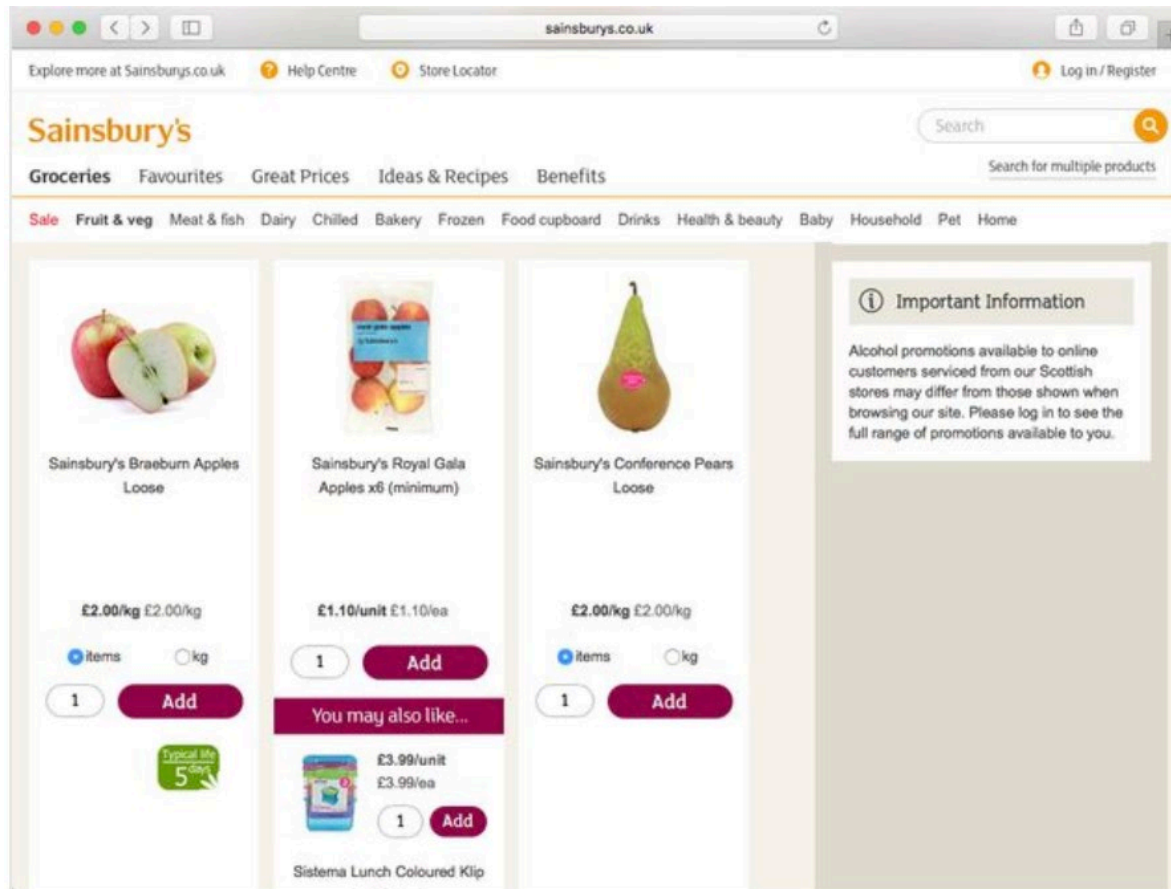 sainsburys.co.uk
Explore more at Sainsburys.co.uk Help Centre Store Locator Log in / Register
Sainsbury's
Search
Groceries Favourites Great Prices Ideas & Recipes Benefits
Search for multiple products
Sale Fruit & veg Meat & fish Dairy Chilled Bakery Frozen Food cupboard Drinks Health & beauty Baby Household Pet Home
Sainsbury's Braeburn Apples
Loose
£2.00/kg £2.00/kg
items kg
1 Add
Typical life
5 days
royal gala apples
by Sainsbury's
Sainsbury's Royal Gala
Apples x6 (minimum)
£1.10/unit £1.10/ea
1 Add
You may also like...
£3.99/unit
£3.99/ea
1 Add
Sistema Lunch Coloured Klip
Sainsbury's Conference Pears
Loose
£2.00/kg £2.00/kg
items kg
1 Add
Important Information
Alcohol promotions available to online
customers serviced from our Scottish
stores may differ from those shown when
browsing our site. Please log in to see the
full range of promotions available to you.